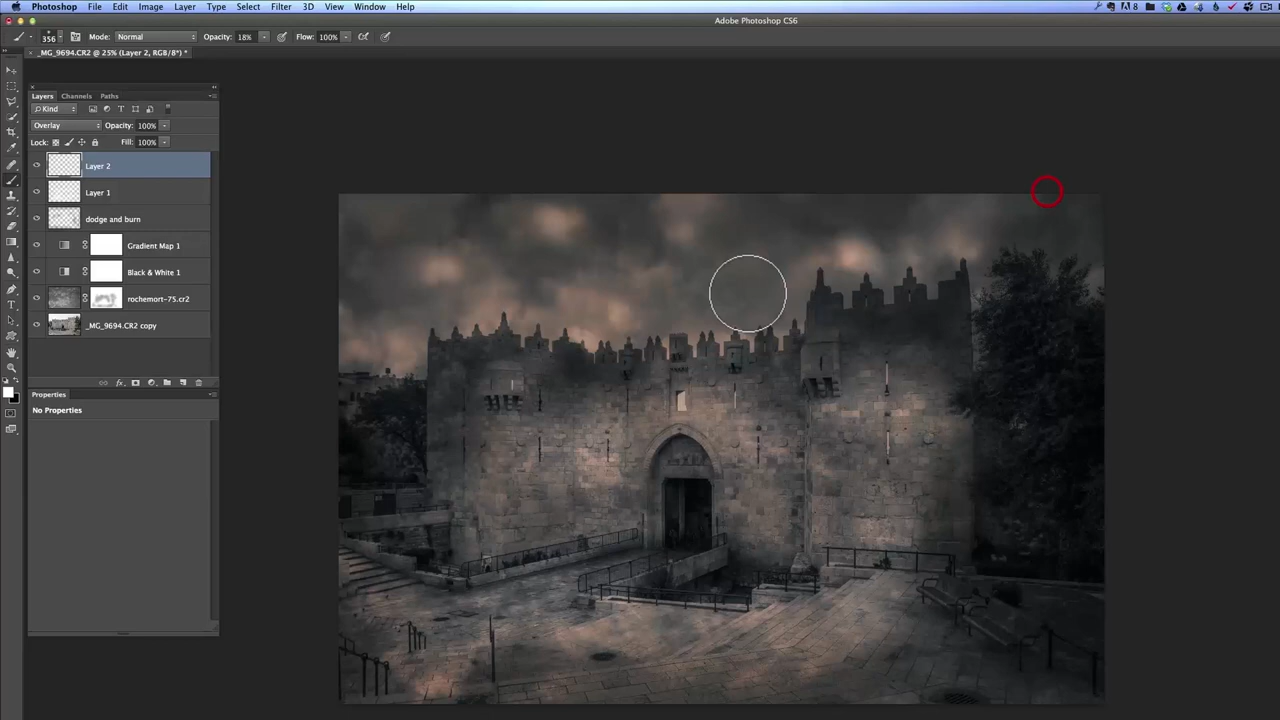 Photoshop File Edit Image Layer Type Select Filter 3D View Window Help
Adobe Photoshop CS6
356 Mode: Normal Opacity: 18% Flow: 100%
_MG_9694.CR2 @ 25% (Layer 2, RGB/8*) *
Layers Channels Paths
Kind
Overlay Opacity: 100%
Lock: Fill: 100%
Layer 2
Layer 1
dodge and burn
Gradient Map 1
Black & White 1
rochemort-75.cr2
_MG_9694.CR2 copy
fx
Properties
No Properties